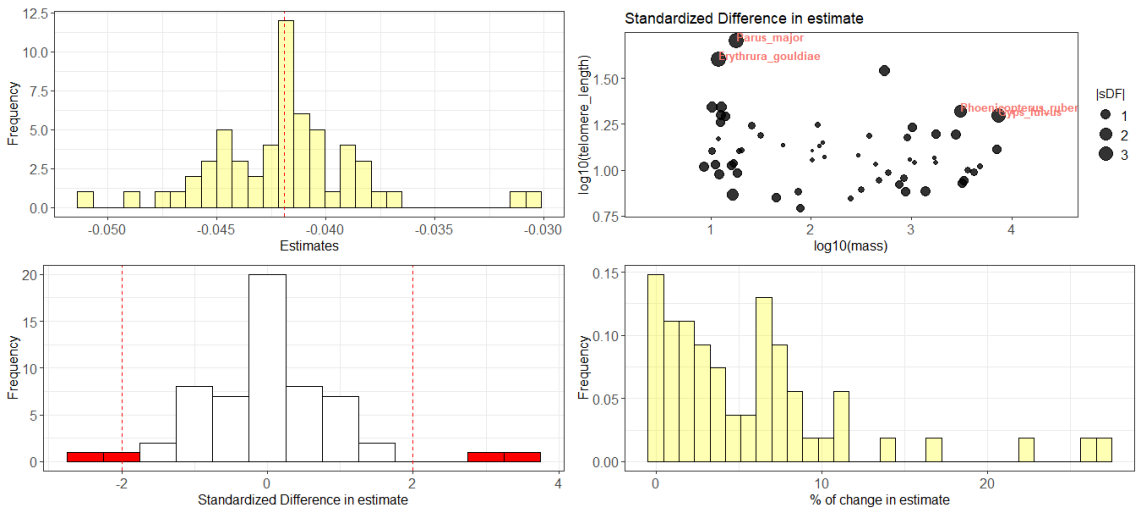 12.5
10.0
7.5
5.0
2.5
0.0
Frequency
-0.050
-0.045
-0.040
-0.035
-0.030
Estimates
Standardized Difference in estimate
Parus_major
Erythrura_gouldiae
Phoenicopterus_ruber
Gyps_fulvus
1.50
1.25
1.00
0.75
log10(telomere_length)
1
2
3
4
log10(mass)
|sDF|
1
2
3
20
15
10
5
0
Frequency
-2
0
2
4
Standardized Difference in estimate
0.15
0.10
0.05
0.00
Frequency
0
10
20
% of change in estimate